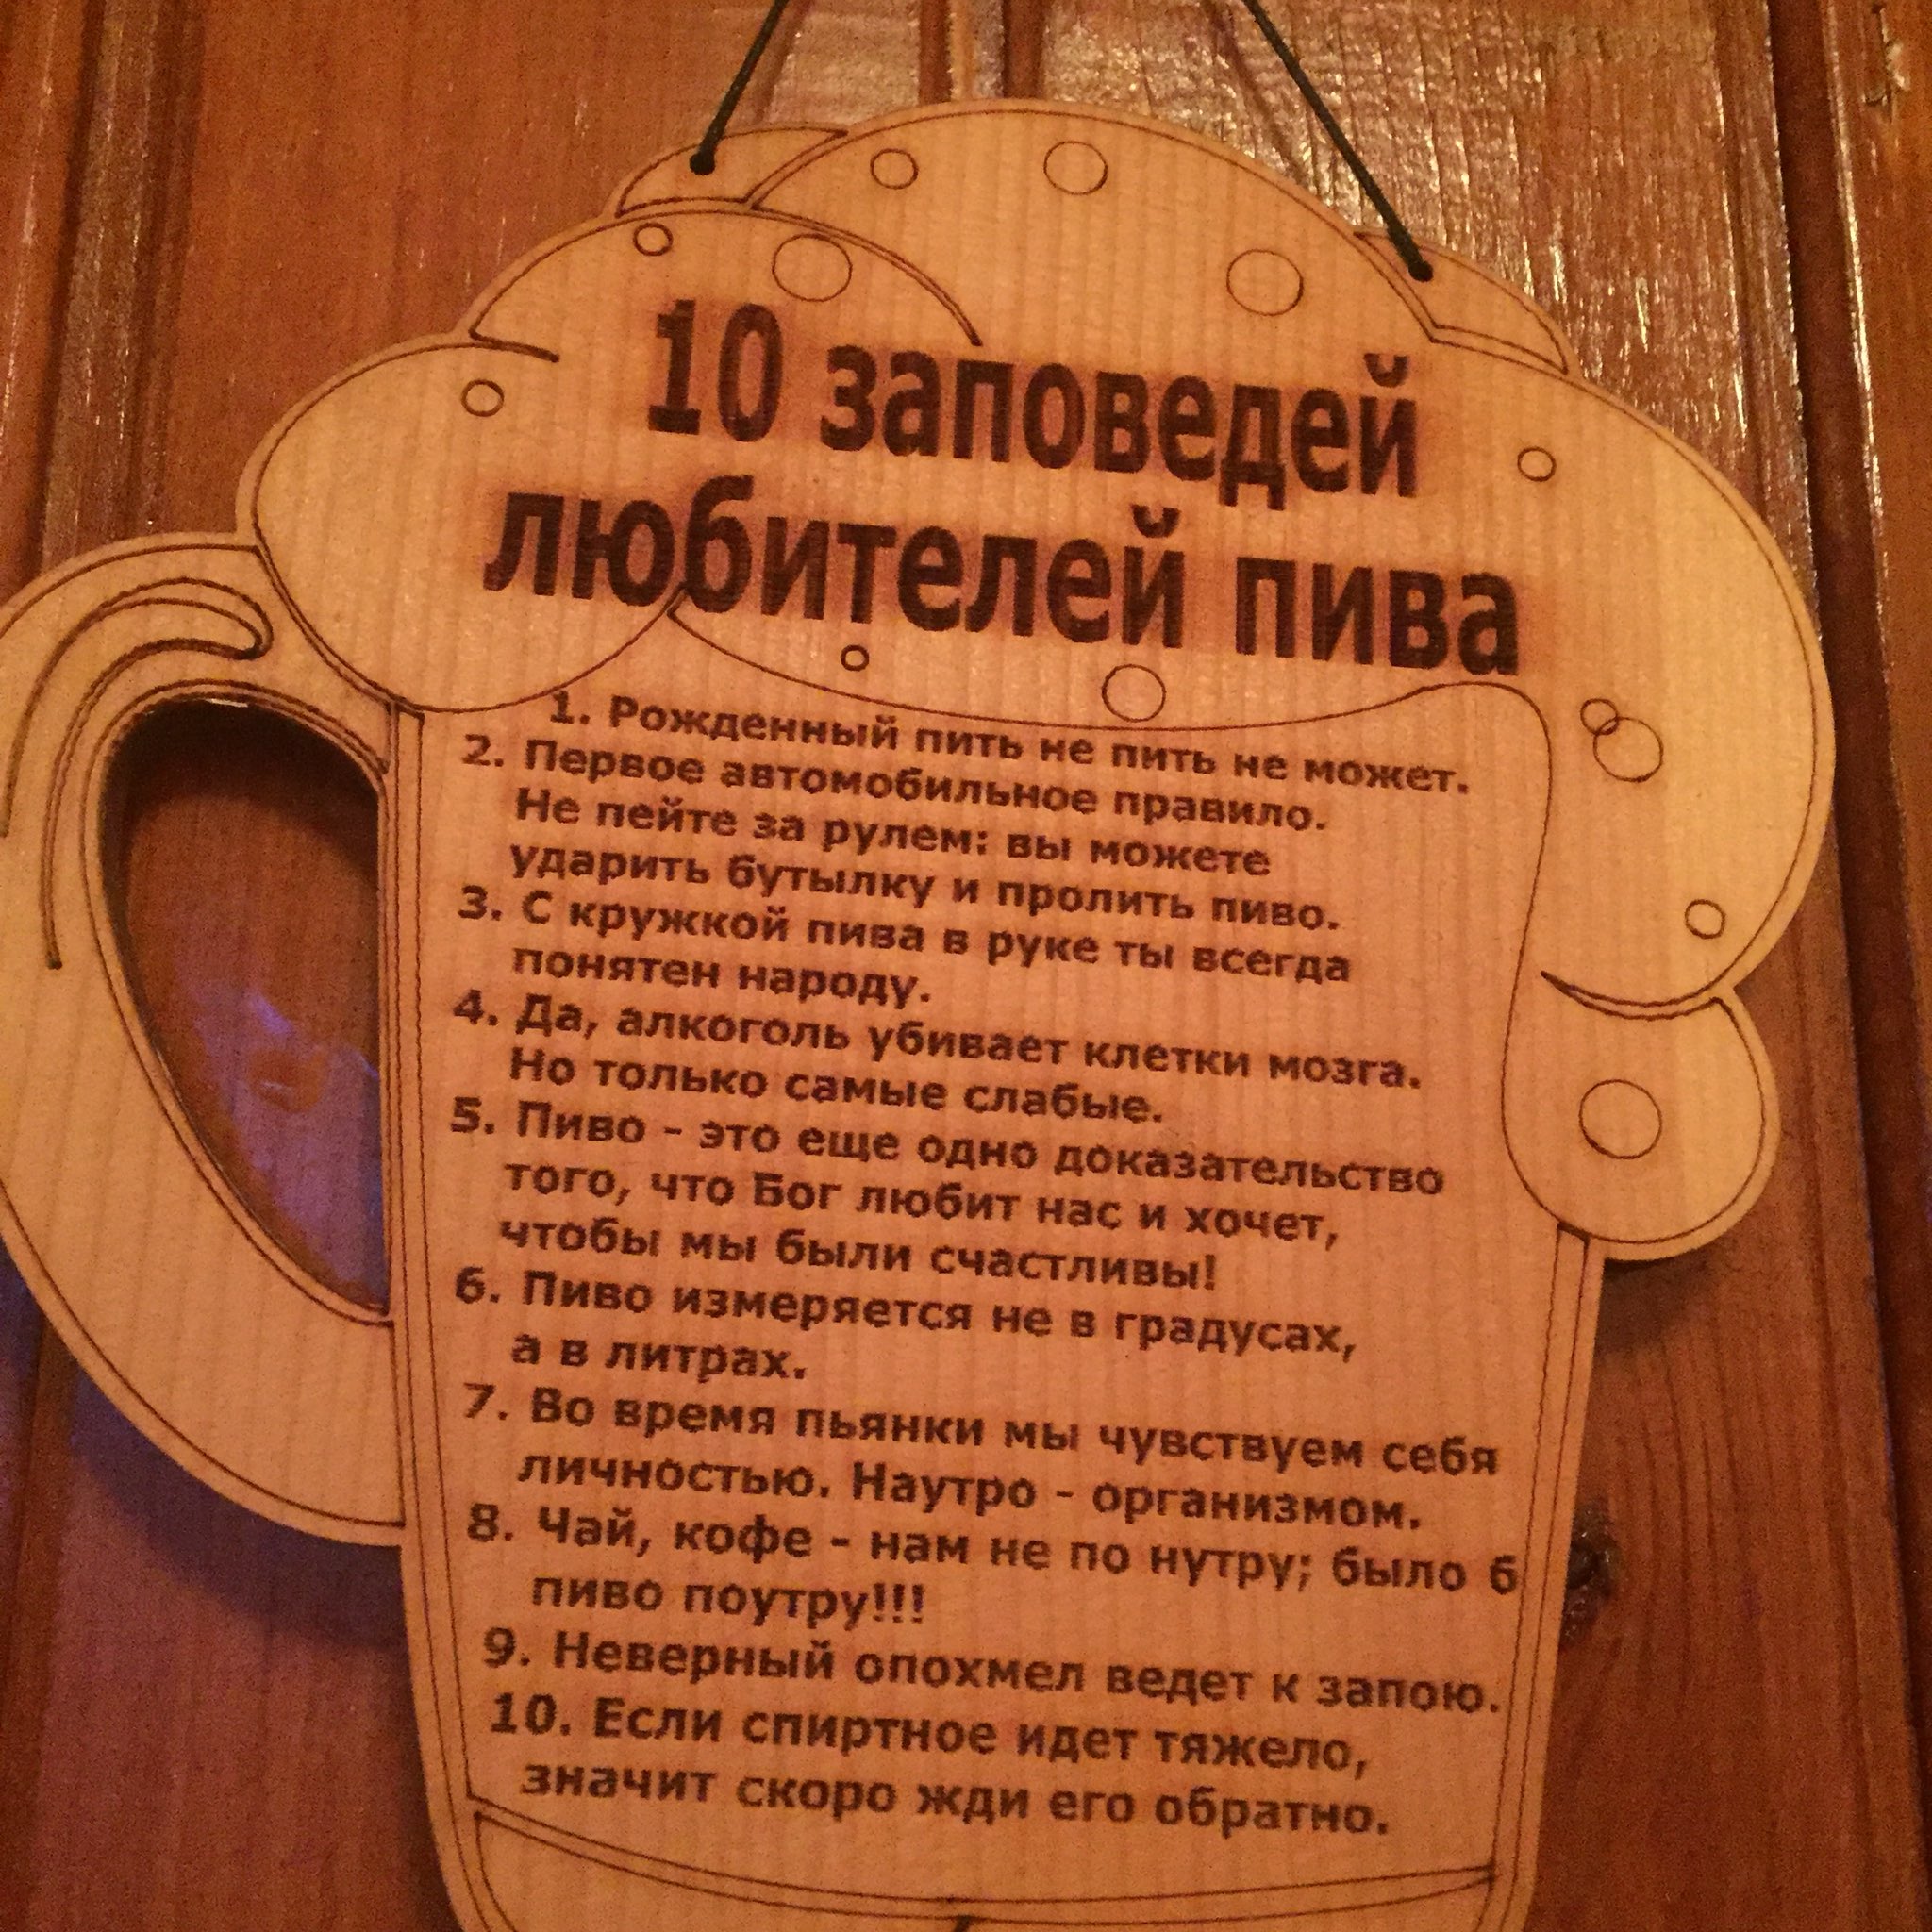 10 заповедей
любителей пива
1. Рожденный пить не пить не может.
2. Первое автомобильное правило.
Не пейте за рулем: вы можете
ударить бутылку и пролить пиво.
3. С кружкой пива в руке ты всегда
понятен народу.
4. Да, алкоголь убивает клетки мозга.
Но только самые слабые.
5. Пиво - это еще одно доказательство
того, что Бог любит нас и хочет,
чтобы мы были счастливы!
6. Пиво измеряется не в градусах,
а в литрах.
7. Во время пьянки мы чувствуем себя
личностью. Наутро - организмом.
8. Чай, кофе - нам не по нутру; было б
пиво поутру!!!
9. Неверный опохмел ведет к запою.
10. Если спиртное идет тяжело,
значит скоро жди его обратно.